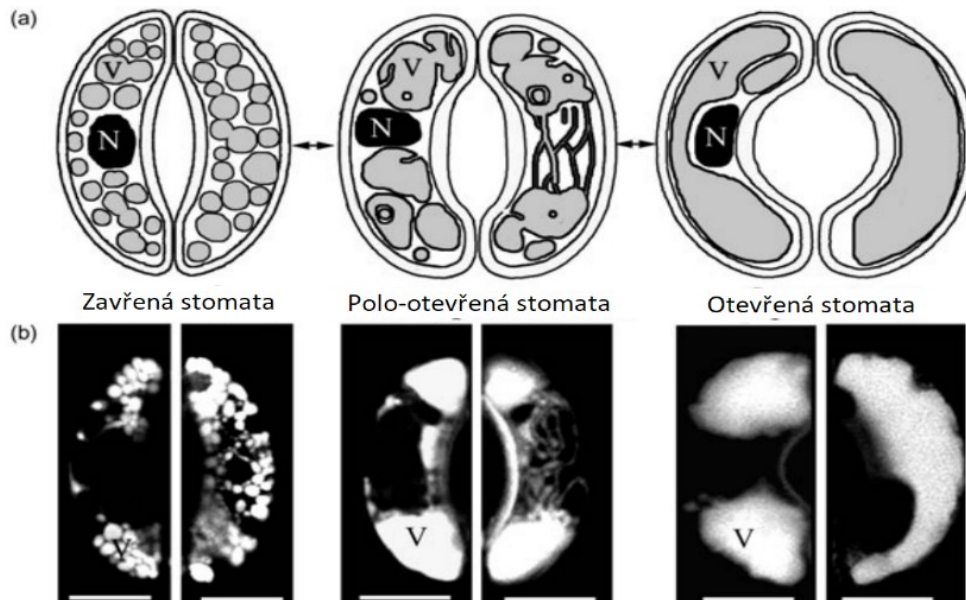 (a)
V V V
N N N
Zavřená stomata Polo-otevřená stomata Otevřená stomata
(b)
V V V